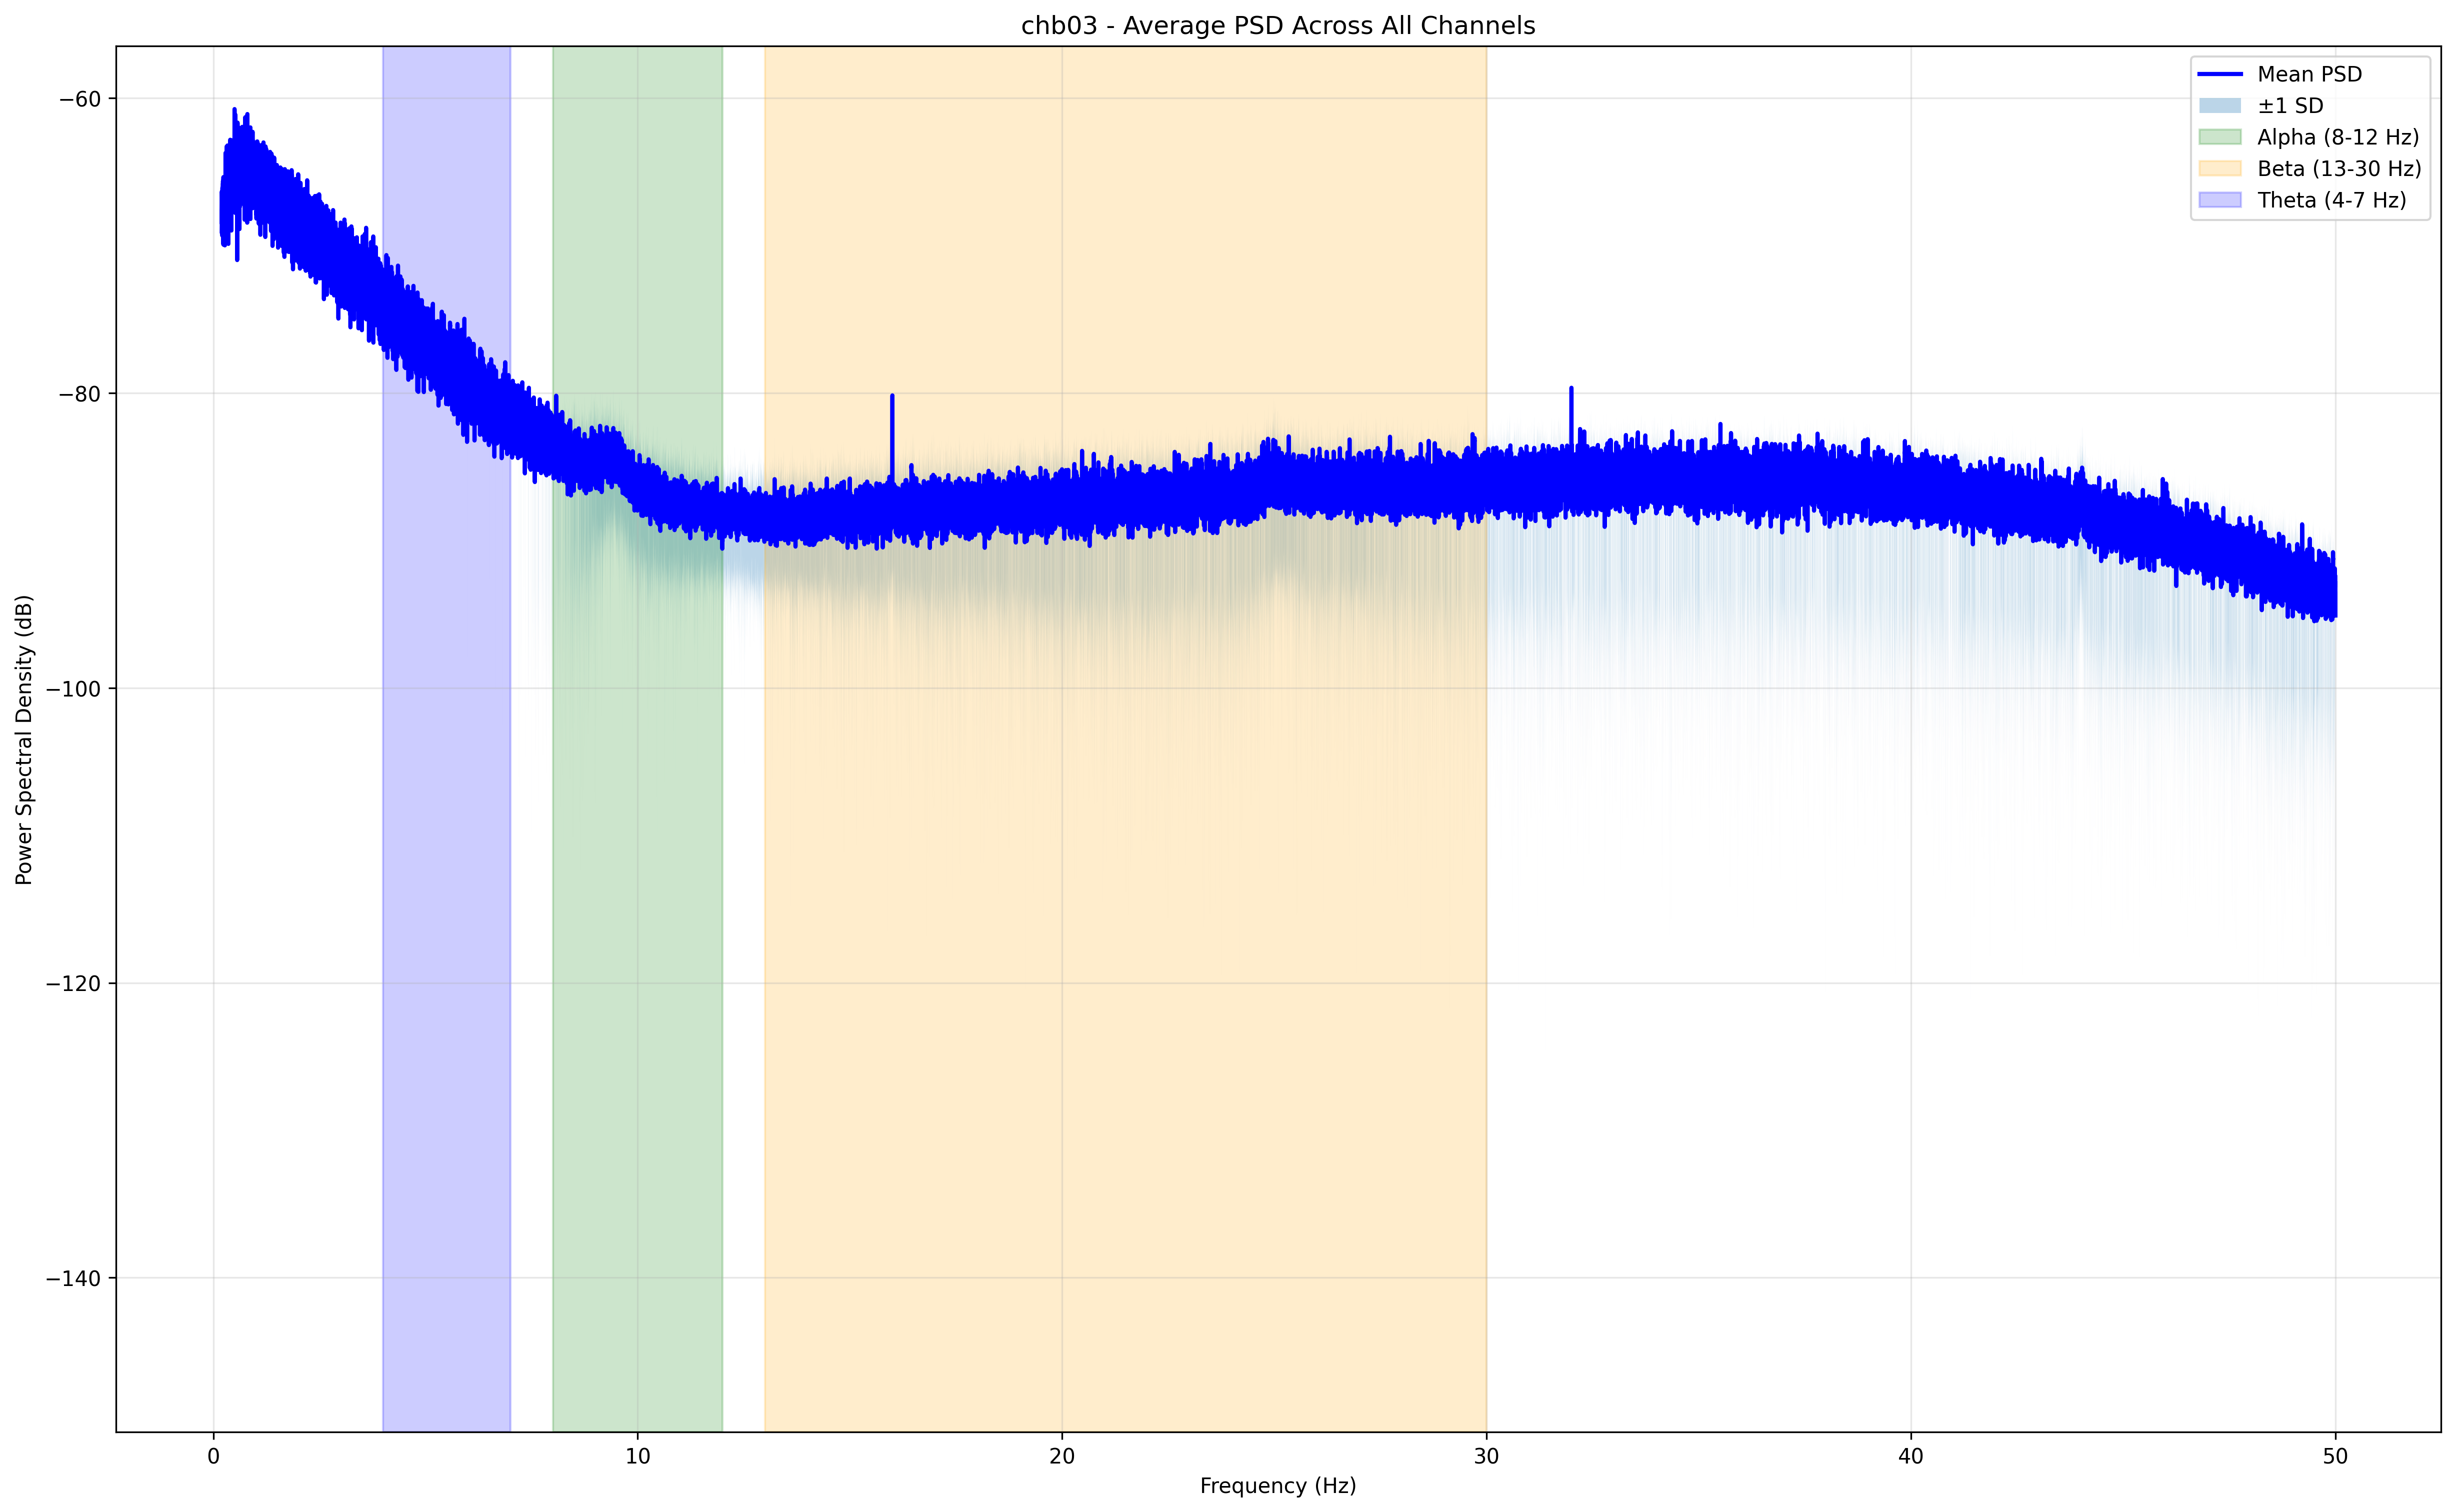 chb03 - Average PSD Across All Channels
Mean PSD
±1 SD
Alpha (8-12 Hz)
Beta (13-30 Hz)
Theta (4-7 Hz)
−60
−80
−100
−120
−140
Power Spectral Density (dB)
0 10 20 30 40 50
Frequency (Hz)